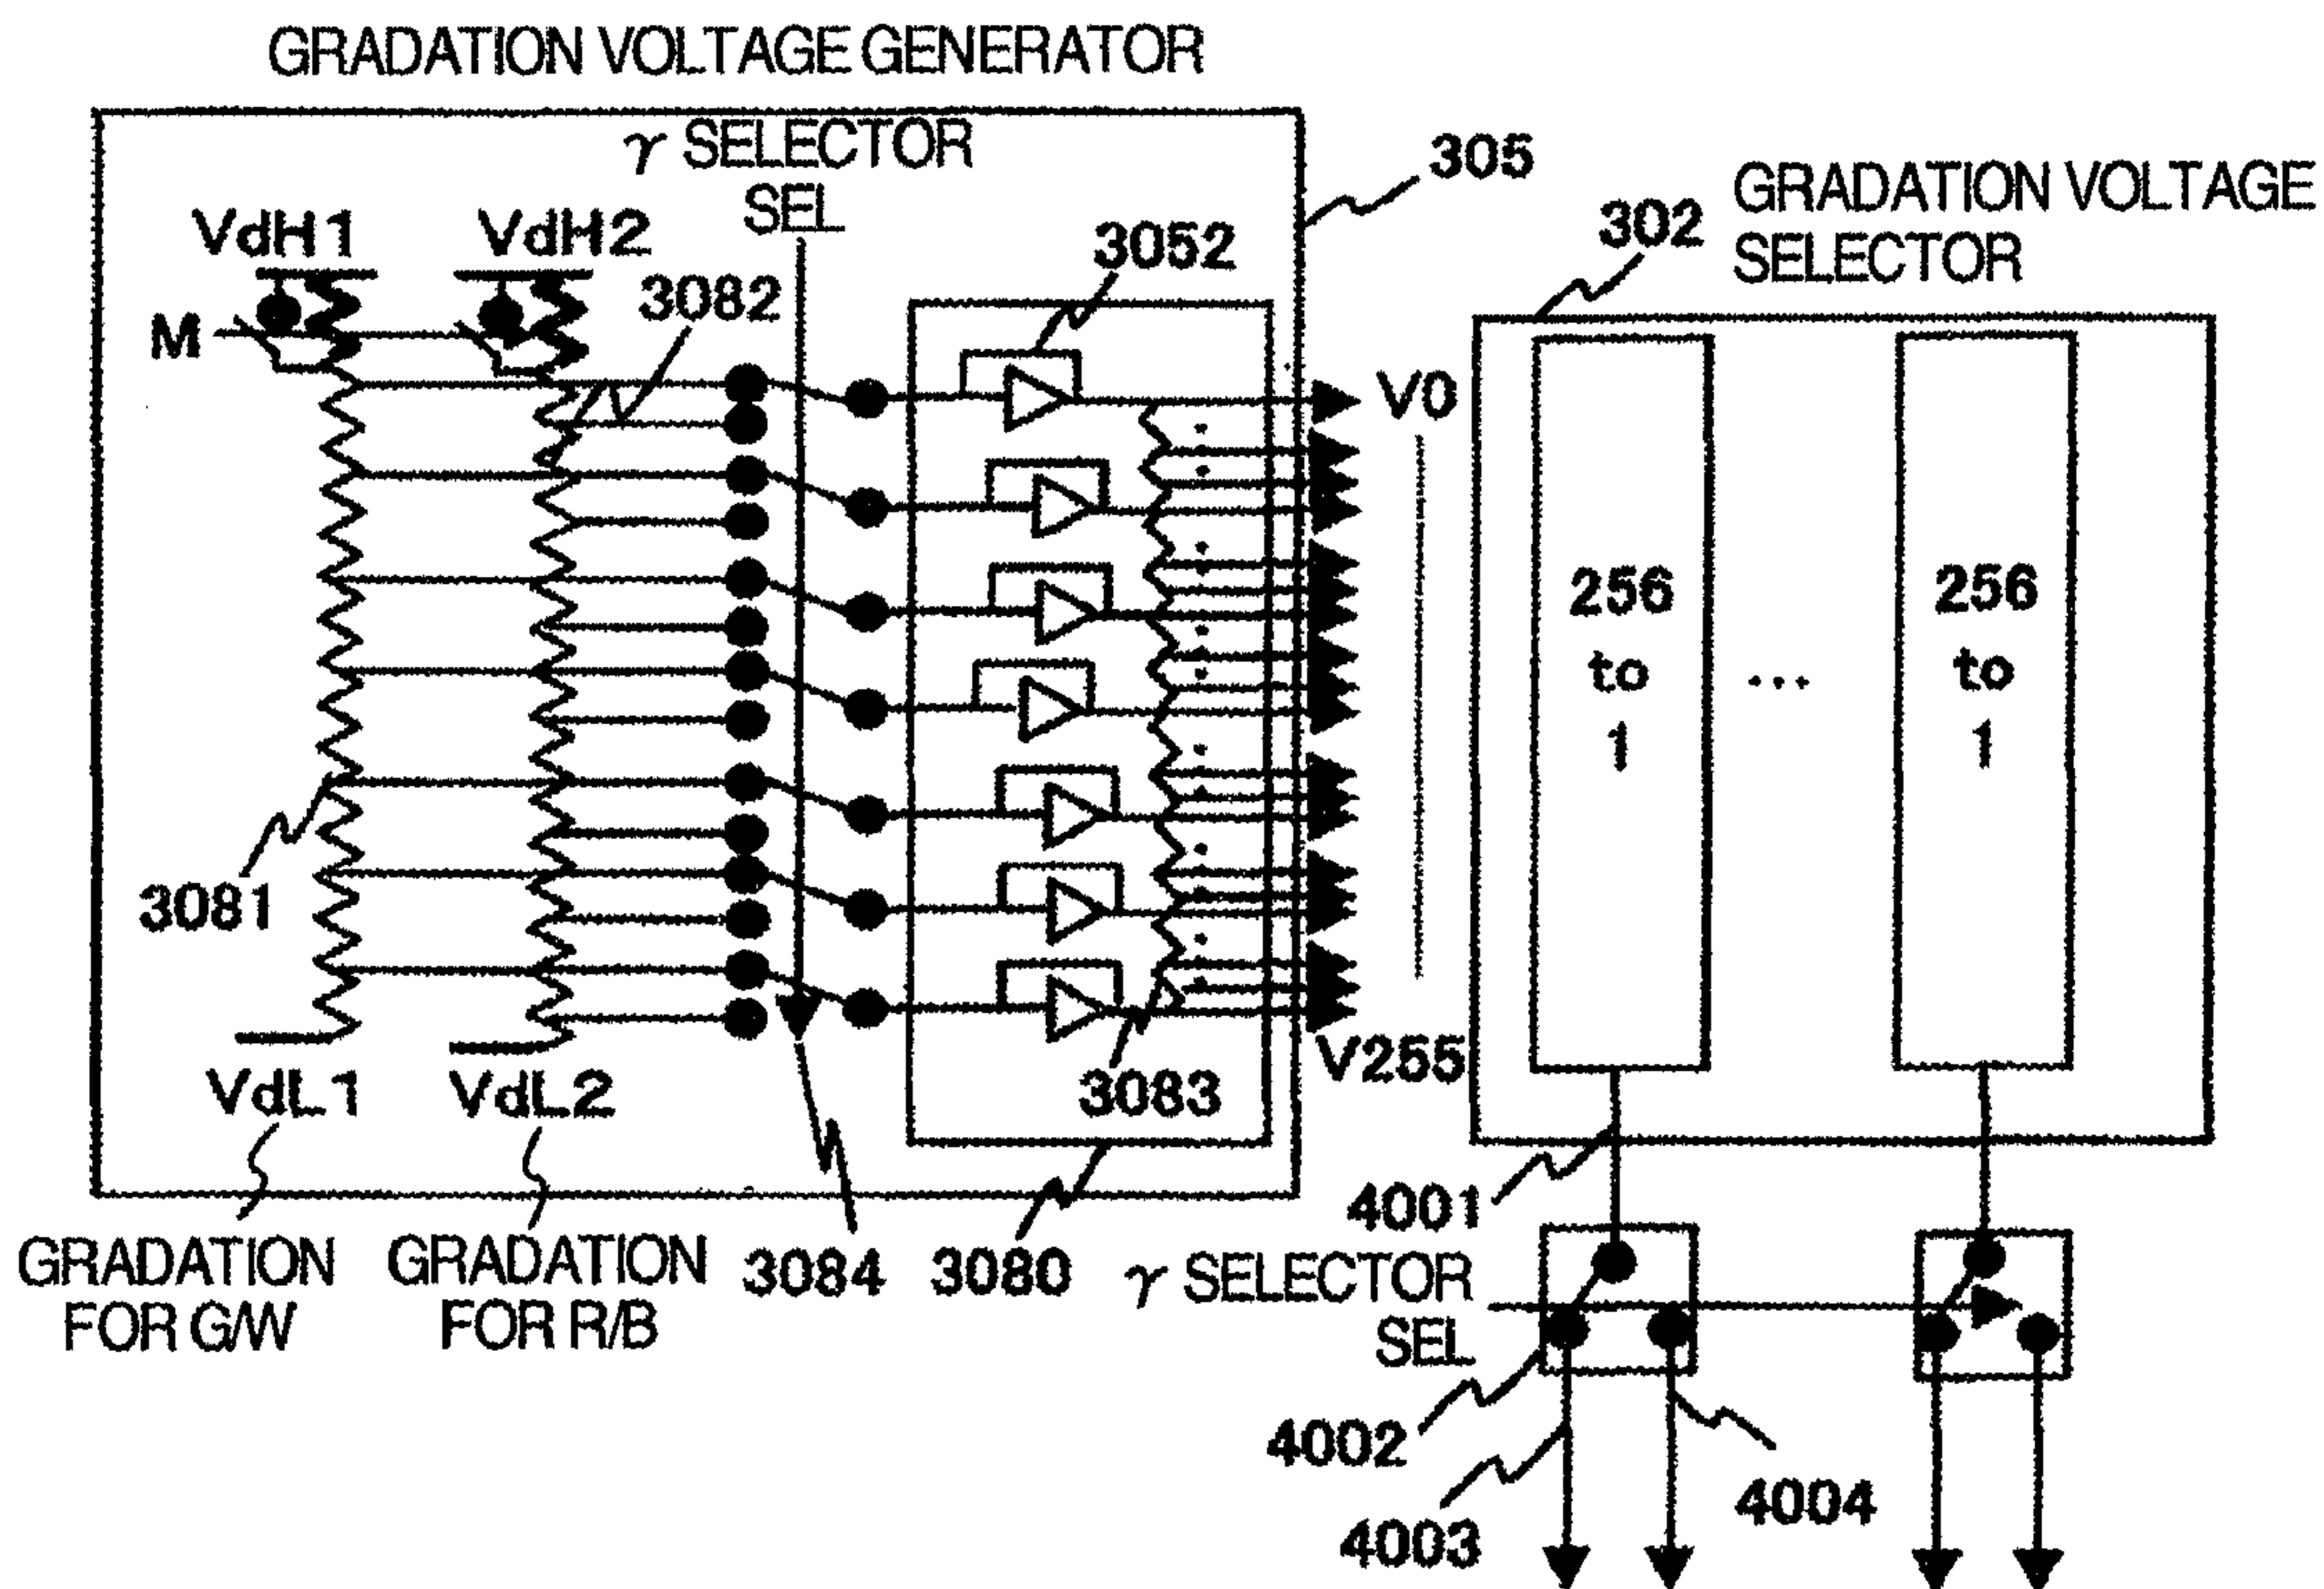 GRADATION VOLTAGE GENERATOR
γ SELECTOR
SEL
305
GRADATION VOLTAGE
SELECTOR
302
VdH1
VdH2
3082
3052
M
V0
256
to
1
...
256
to
1
3081
VdL1
VdL2
3083
V255
4001
GRADATION
FOR G/W
GRADATION
FOR R/B
3084
3080
γ SELECTOR
SEL
4002
4003
4004